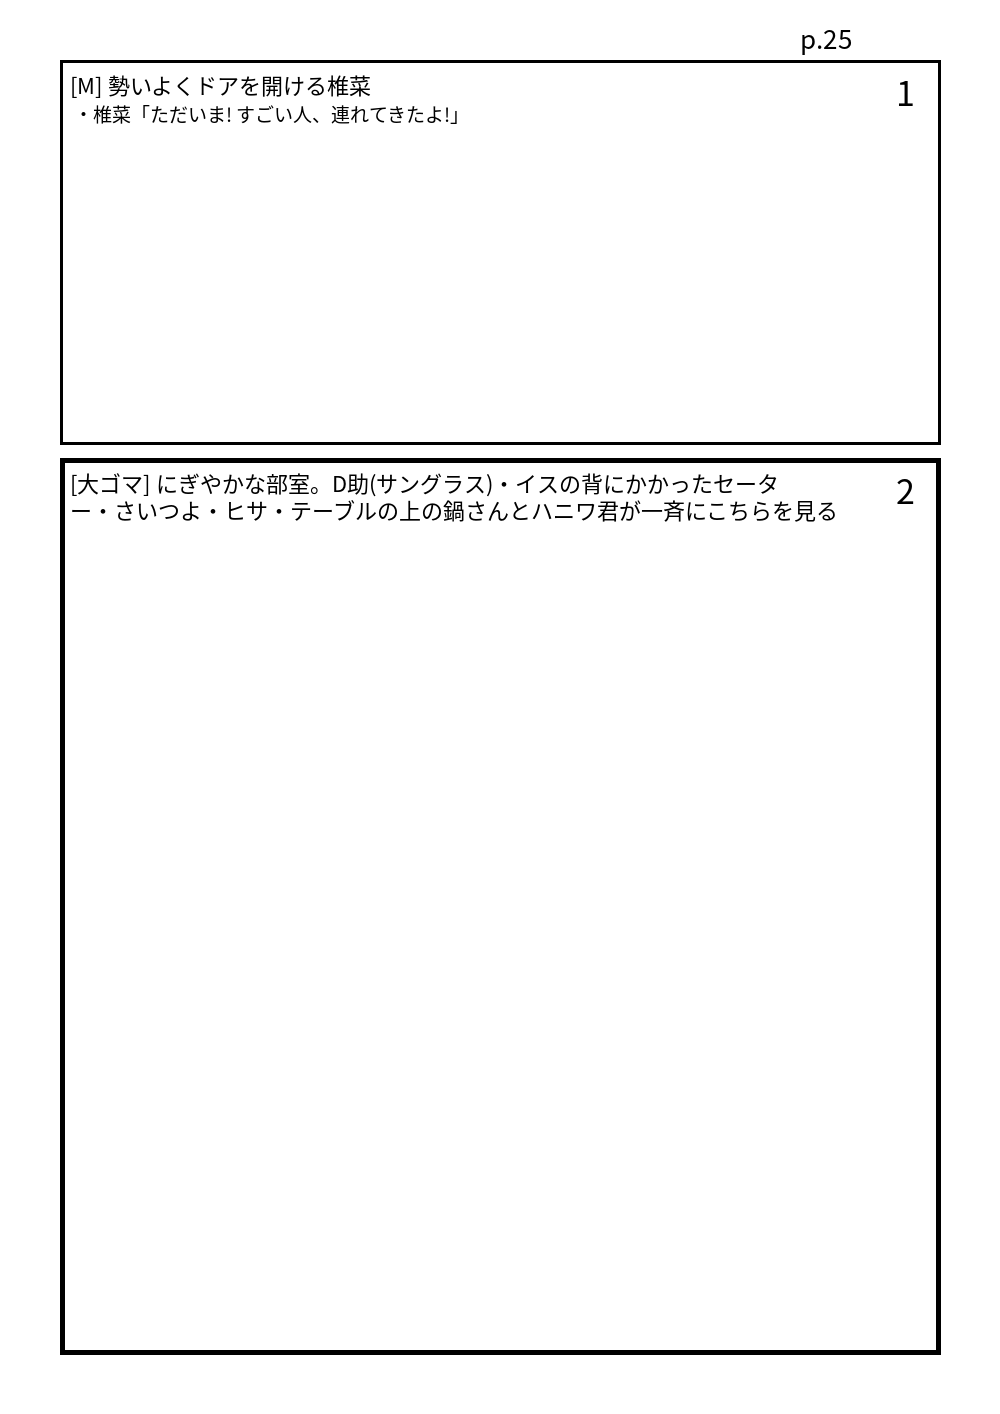 p.25
[M] 勢いよくドアを開ける椎菜
1
・椎菜「ただいま! すごい人、連れてきたよ!」
[大ゴマ] にぎやかな部室。D助(サングラス)・イスの背にかかったセータ
2
ー・さいつよ・ヒサ・テーブルの上の鍋さんとハニワ君が一斉にこちらを見る